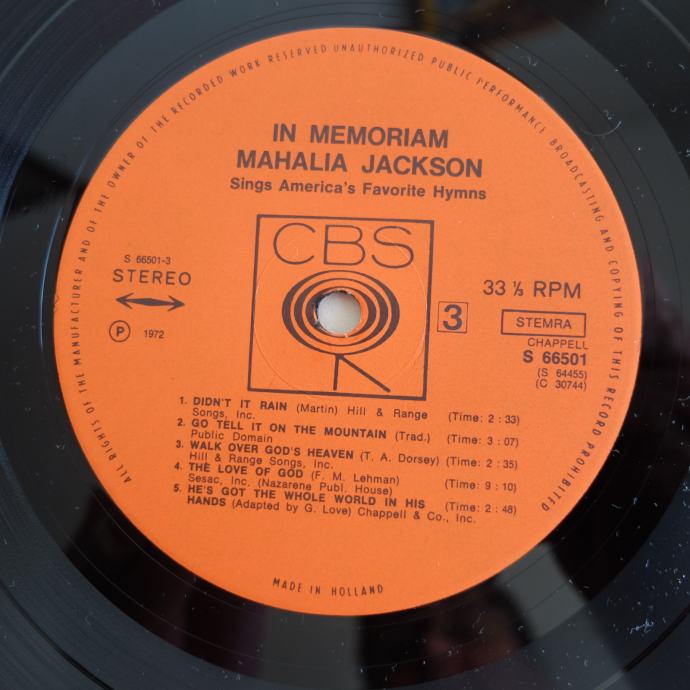 ALL RIGHTS OF THE MANUFACTURER AND OF THE OWNER OF THE RECORDED WORK RESERVED UNAUTHORIZED PUBLIC PERFORMANCE BROADCASTING AND COPYING OF THIS RECORD PROHIBITED
IN MEMORIAM
MAHALIA JACKSON
Sings America's Favorite Hymns
CBS
S 66501-3
STEREO
P 1972
33 ⅓ RPM
3
STEMRA
CHAPPELL
S 66501
(S 64455)
(C 30744)
1. DIDN'T IT RAIN (Martin) Hill & Range
Songs, Inc. (Time: 2 : 33)
2. GO TELL IT ON THE MOUNTAIN (Trad.)
Public Domain (Time: 3 : 07)
3. WALK OVER GOD'S HEAVEN (T. A. Dorsey)
Hill & Range Songs, Inc. (Time: 2 : 35)
4. THE LOVE OF GOD (F. M. Lehman)
Sesac, Inc. (Nazarene Publ. House) (Time: 9 : 10)
5. HE'S GOT THE WHOLE WORLD IN HIS (Time: 2 : 48)
HANDS (Adapted by G. Love) Chappell & Co., Inc.
MADE IN HOLLAND